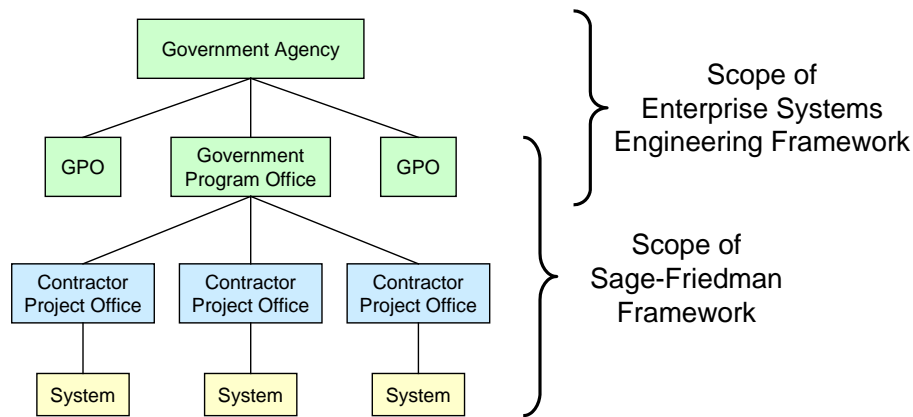 Government Agency
Scope of
Enterprise Systems
Engineering Framework
GPO
Government
Program Office
GPO
Scope of
Sage-Friedman
Framework
Contractor
Project Office
Contractor
Project Office
Contractor
Project Office
System
System
System